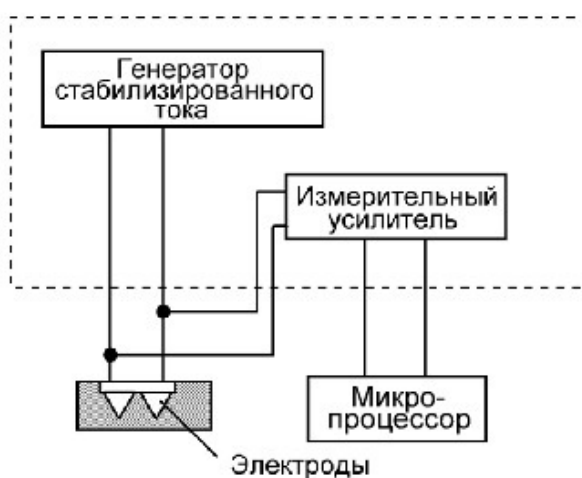 Генератор
стабилизированного
тока
Измерительный
усилитель
Микро-
процессор
Электроды